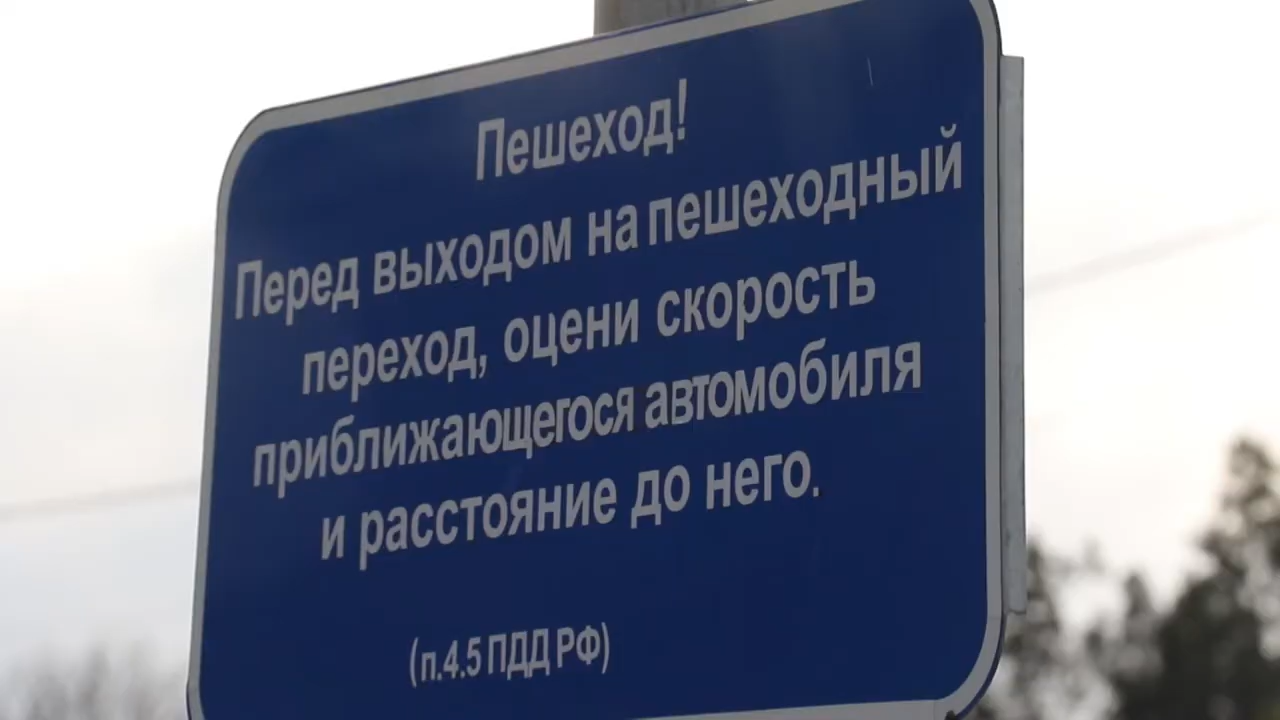 Пешеход!
Перед выходом на пешеходный
переход, оцени скорость
приближающегося автомобиля
и расстояние до него.
(п.4.5 ПДД РФ)